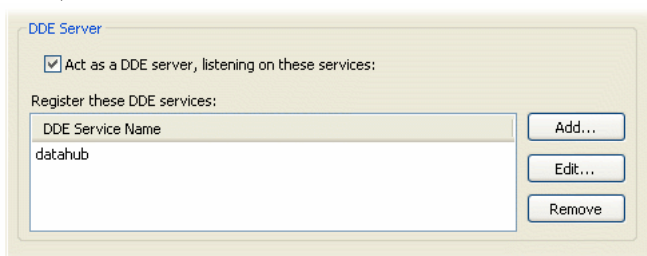 DDE Server
Act as a DDE server, listening on these services:
Register these DDE services:
DDE Service Name
datahub
Add...
Edit...
Remove